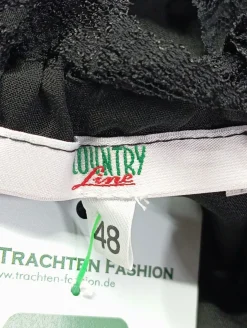 COUNTRY
Line
48
TRACHTEN FASHION
www.trachten-fashion.de